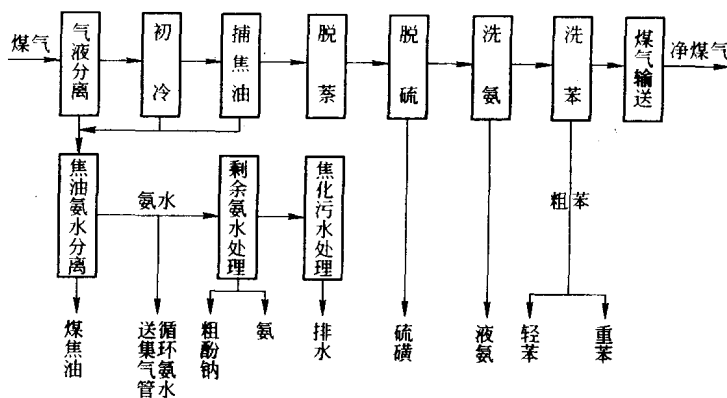 煤气
气液分离
初冷
捕焦油
脱萘
脱硫
洗氨
洗苯
煤气输送
净煤气
焦油氨水分离
氨水
剩余氨水处理
焦化污水处理
粗苯
煤焦油
循环氨水
送集气管
粗酚钠
氨
排水
硫磺
液氨
轻苯
重苯